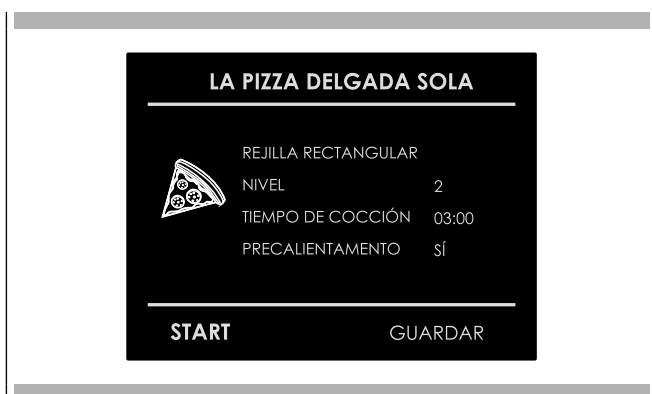 LA PIZZA DELGADA SOLA
REJILLA RECTANGULAR
NIVEL 2
TIEMPO DE COCCIÓN 03:00
PRECALIENTAMENTO SÍ
START GUARDAR